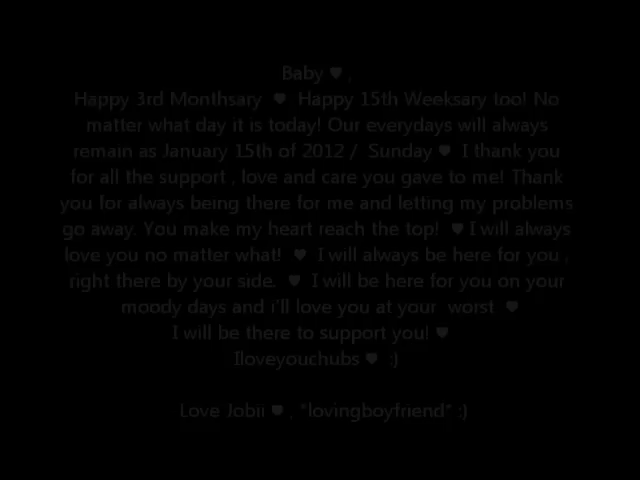 Baby ♥ ,
Happy 3rd Monthsary ♥ Happy 15th Weeksary too! No
matter what day it is today! Our everydays will always
remain as January 15th of 2012 / Sunday ♥ I thank you
for all the support , love and care you gave to me! Thank
you for always being there for me and letting my problems
go away. You make my heart reach the top! ♥ I will always
love you no matter what! ♥ I will always be here for you ,
right there by your side. ♥ I will be here for you on your
moody days and i'll love you at your worst ♥
I will be there to support you! ♥
Iloveyouchubs ♥ :)
Love Jobii ♥ , *lovingboyfriend* :)